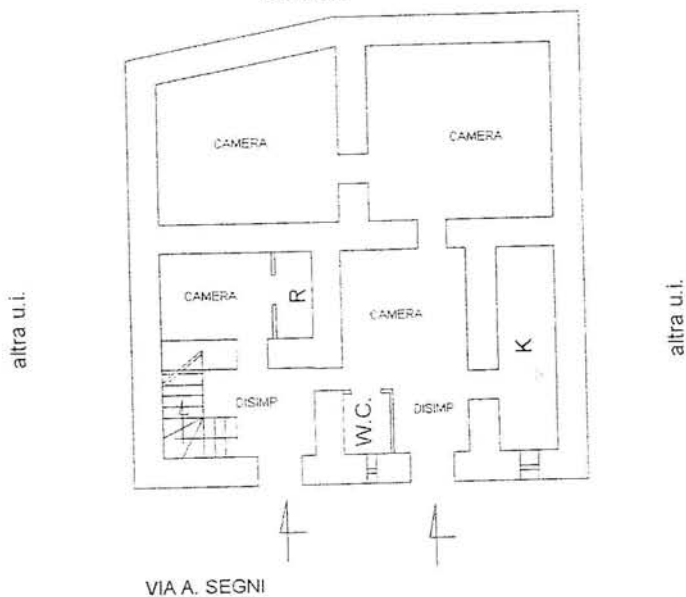 CAMERA
CAMERA
CAMERA
R
CAMERA
K
altra u.i.
altra u.i.
DISIMP
W.C.
DISIMP
VIA A. SEGNI